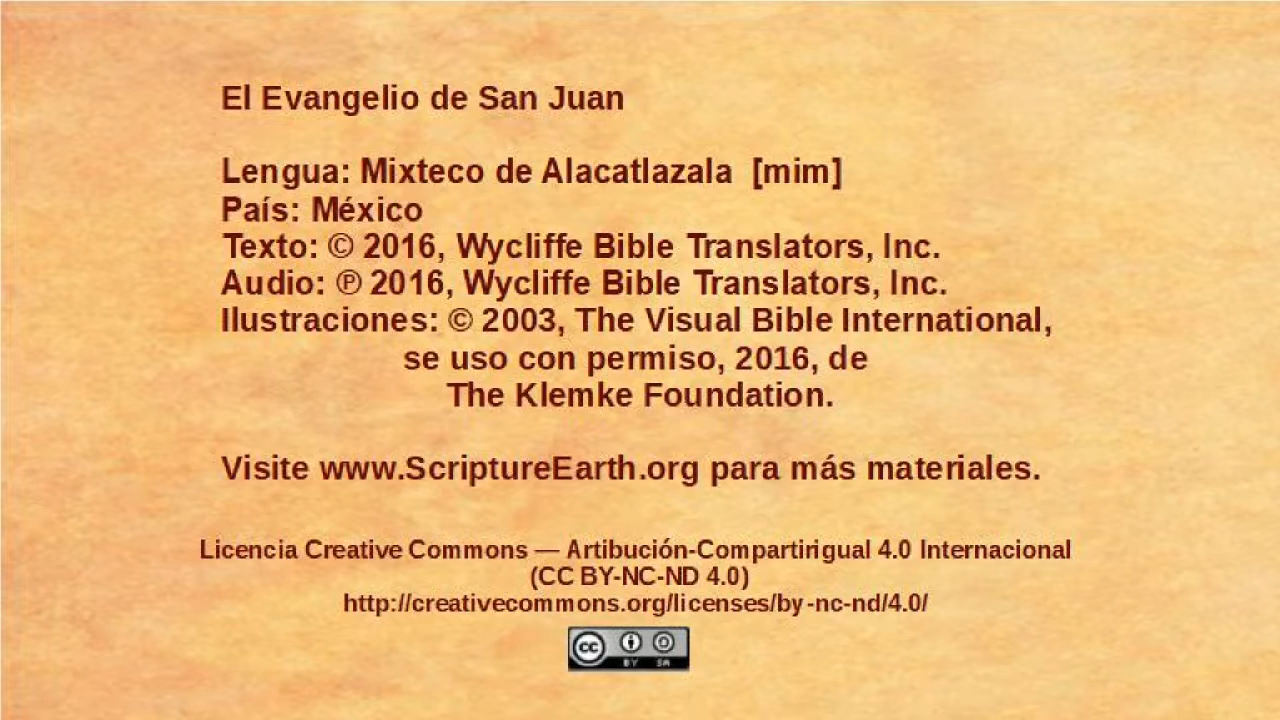 El Evangelio de San Juan
Lengua: Mixteco de Alacatlazala [mim]
País: México
Texto: © 2016, Wycliffe Bible Translators, Inc.
Audio: ℗ 2016, Wycliffe Bible Translators, Inc.
Ilustraciones: © 2003, The Visual Bible International,
se uso con permiso, 2016, de
The Klemke Foundation.
Visite www.ScriptureEarth.org para más materiales.
Licencia Creative Commons — Artibución-Compartirigual 4.0 Internacional
(CC BY-NC-ND 4.0)
http://creativecommons.org/licenses/by-nc-nd/4.0/
cc
BY SA